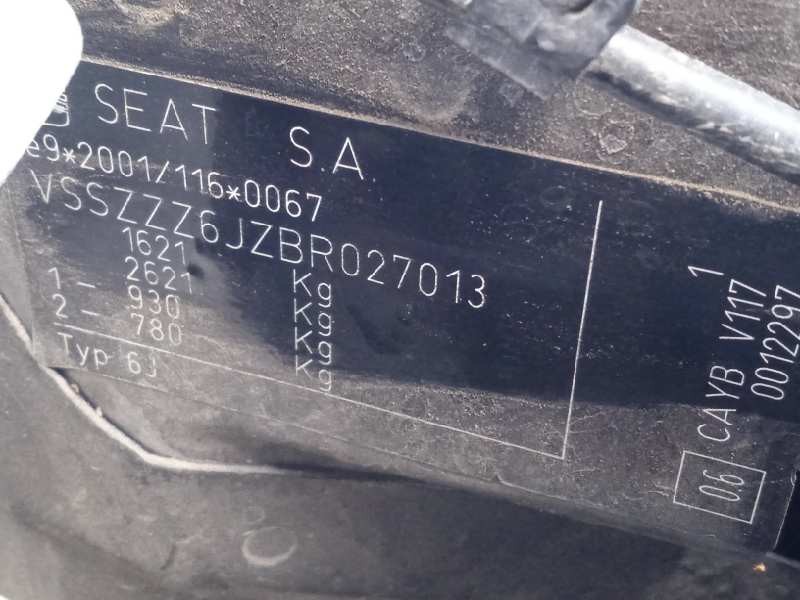 SEAT S.A.
e9*2001/116*0067
VSSZZZ6JZBR027013
1621 Kg
2621 Kg
1 - 930 Kg
2 - 780 Kg
Typ 6J
1
CAYB V117
0012297
06